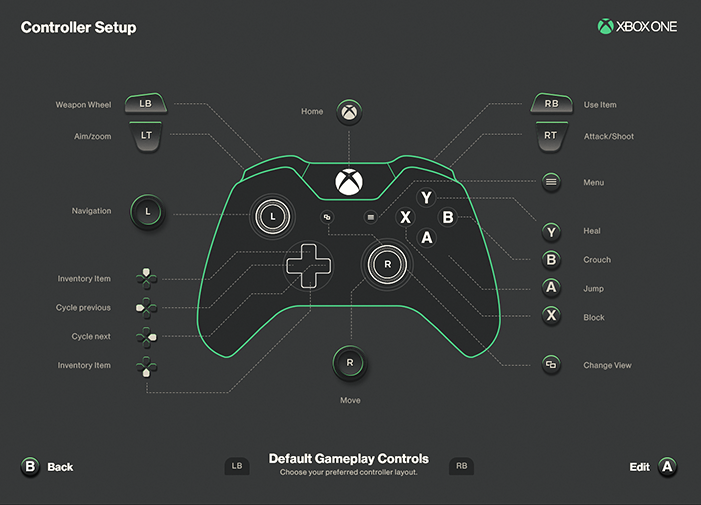 Controller Setup
XBOX ONE
Weapon Wheel
LB
Home
RB
Use Item
Aim/zoom
LT
RT
Attack/Shoot
Menu
Navigation
L
L
Y
X
B
A
R
Y
Heal
B
Crouch
Inventory Item
A
Jump
Cycle previous
X
Block
Cycle next
Inventory Item
R
Move
Change View
B
Back
LB
Default Gameplay Controls
Choose your preferred controller layout.
RB
Edit
A